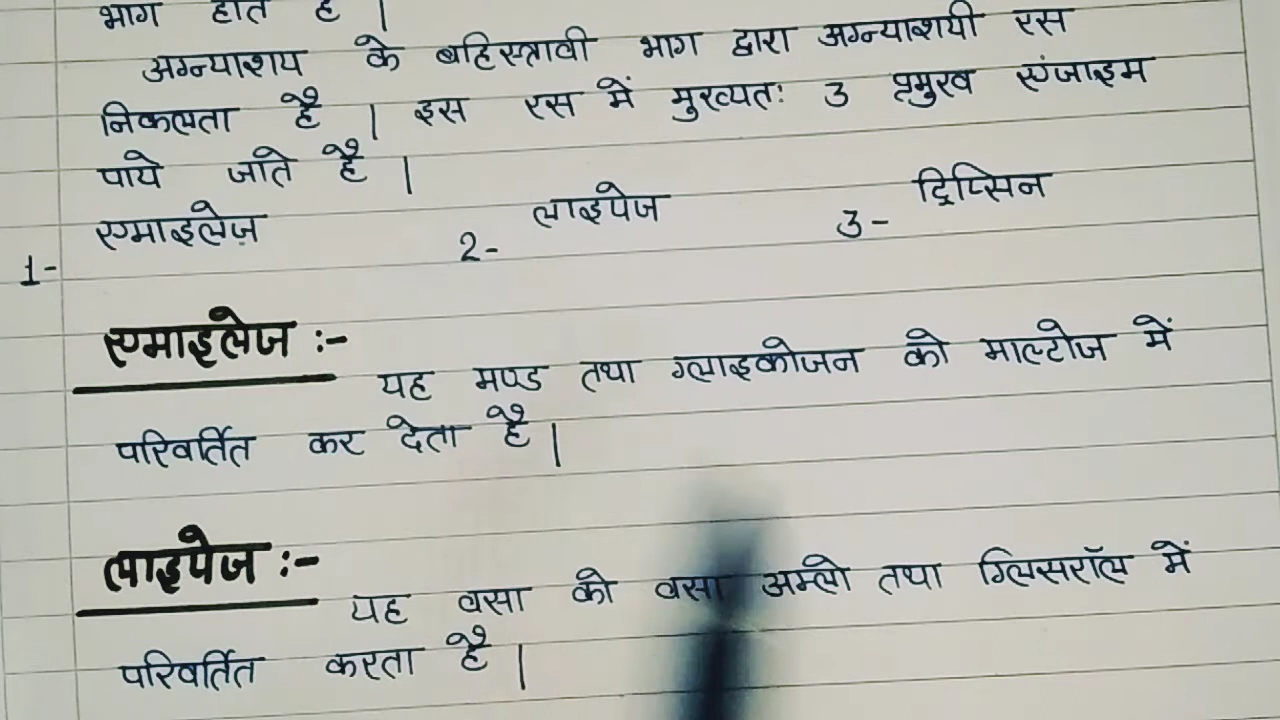 भाग होते है |
अग्न्याशय के बहिस्त्रावी भाग द्वारा अग्न्याशयी रस
निकलता है | इस रस में मुख्यतः 3 प्रमुख एंजाइम
पाये जाते है |
1- एमाइलेज़ 2- लाइपेज 3- ट्रिप्सिन
एमाइलेज :-
यह मण्ड तथा ग्लाइकोजन को माल्टोज में
परिवर्तित कर देता है |
लाइपेज :-
यह वसा को वसा अम्लो तथा ग्लिसरॉल में
परिवर्तित करता है |